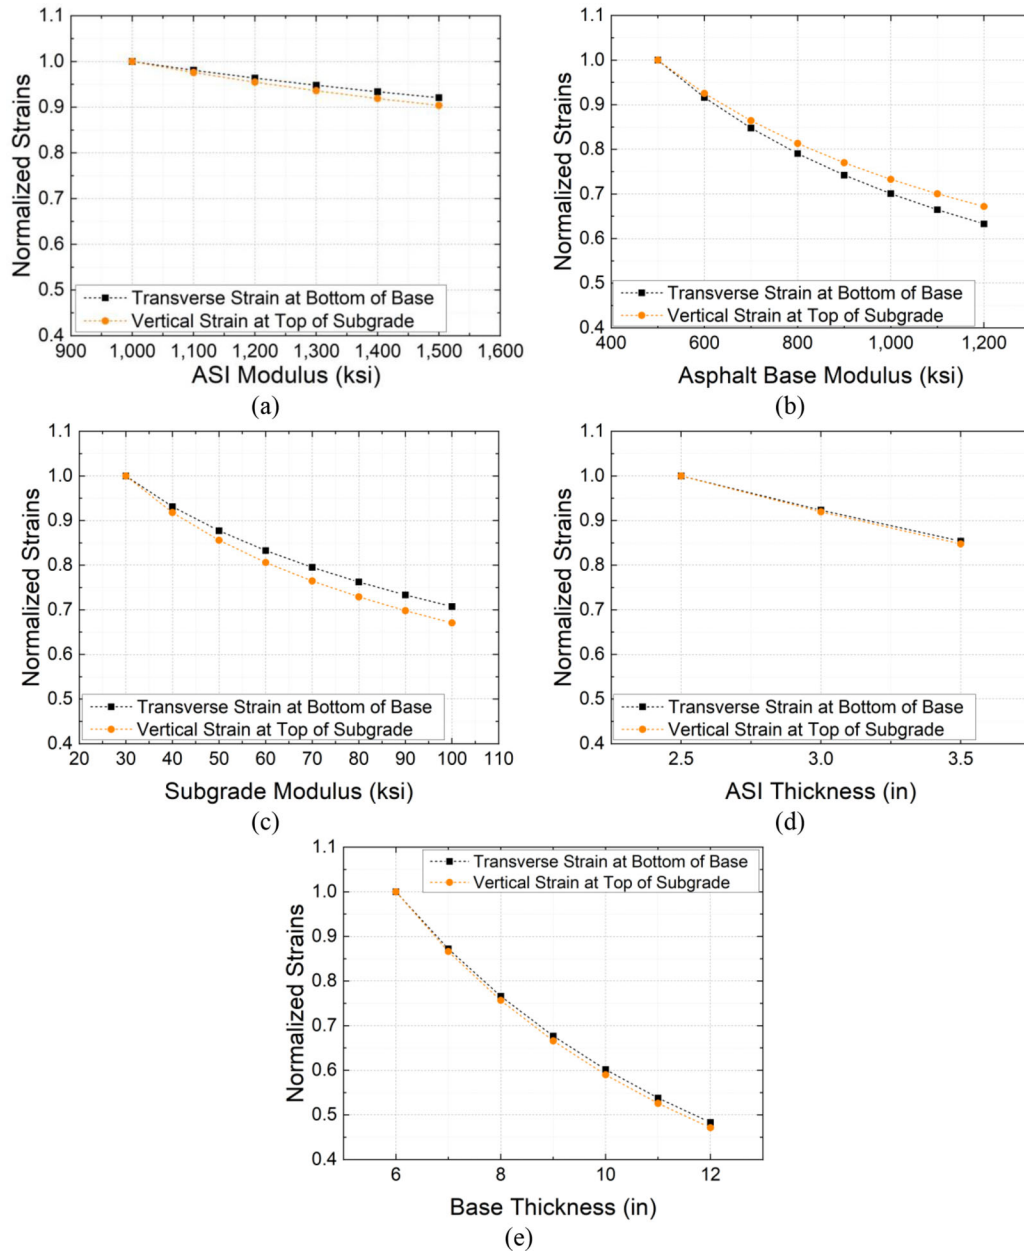 1.1
1.0
0.9
0.8
0.7
0.6
0.5
0.4
Normalized Strains
Transverse Strain at Bottom of Base
Vertical Strain at Top of Subgrade
900 1,000 1,100 1,200 1,300 1,400 1,500 1,600
ASI Modulus (ksi)
(a)
1.1
1.0
0.9
0.8
0.7
0.6
0.5
0.4
Normalized Strains
Transverse Strain at Bottom of Base
Vertical Strain at Top of Subgrade
400 600 800 1,000 1,200
Asphalt Base Modulus (ksi)
(b)
1.1
1.0
0.9
0.8
0.7
0.6
0.5
0.4
Normalized Strains
Transverse Strain at Bottom of Base
Vertical Strain at Top of Subgrade
20 30 40 50 60 70 80 90 100 110
Subgrade Modulus (ksi)
(c)
1.1
1.0
0.9
0.8
0.7
0.6
0.5
0.4
Normalized Strains
Transverse Strain at Bottom of Base
Vertical Strain at Top of Subgrade
2.5 3.0 3.5
ASI Thickness (in)
(d)
1.1
1.0
0.9
0.8
0.7
0.6
0.5
0.4
Normalized Strains
Transverse Strain at Bottom of Base
Vertical Strain at Top of Subgrade
6 8 10 12
Base Thickness (in)
(e)